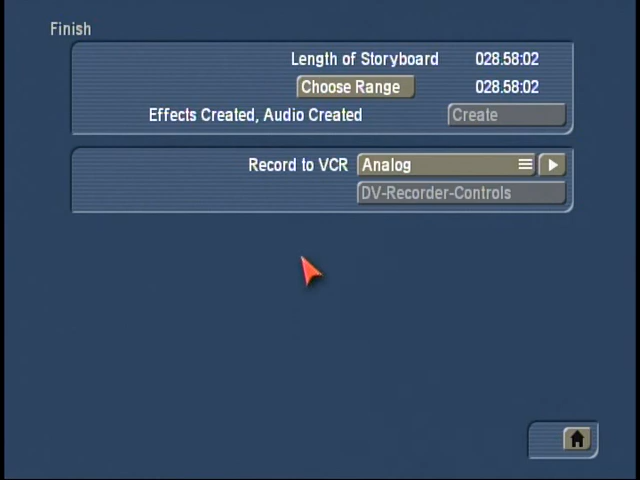 Finish
Length of Storyboard 028.58:02
Choose Range 028.58:02
Effects Created, Audio Created Create
Record to VCR Analog
DV-Recorder-Controls